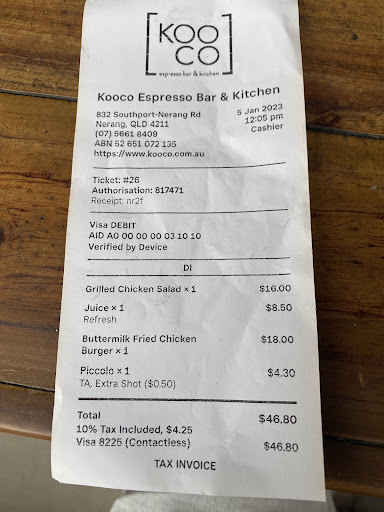 KOO
CO
espresso bar & kitchen
Kooco Espresso Bar & Kitchen
832 Southport-Nerang Rd
Nerang, QLD 4211
(07) 5661 8409
ABN 52 651 072 135
https://www.kooco.com.au
5 Jan 2023
12:05 pm
Cashier
Ticket: #26
Authorisation: 817471
Receipt: nr2f
Visa DEBIT
AID A0 00 00 00 03 10 10
Verified by Device
DI
Grilled Chicken Salad × 1 $16.00
Juice × 1 $8.50
Refresh
Buttermilk Fried Chicken $18.00
Burger × 1
Piccolo × 1 $4.30
TA, Extra Shot ($0.50)
Total $46.80
10% Tax Included, $4.25
Visa 8225 (Contactless) $46.80
TAX INVOICE